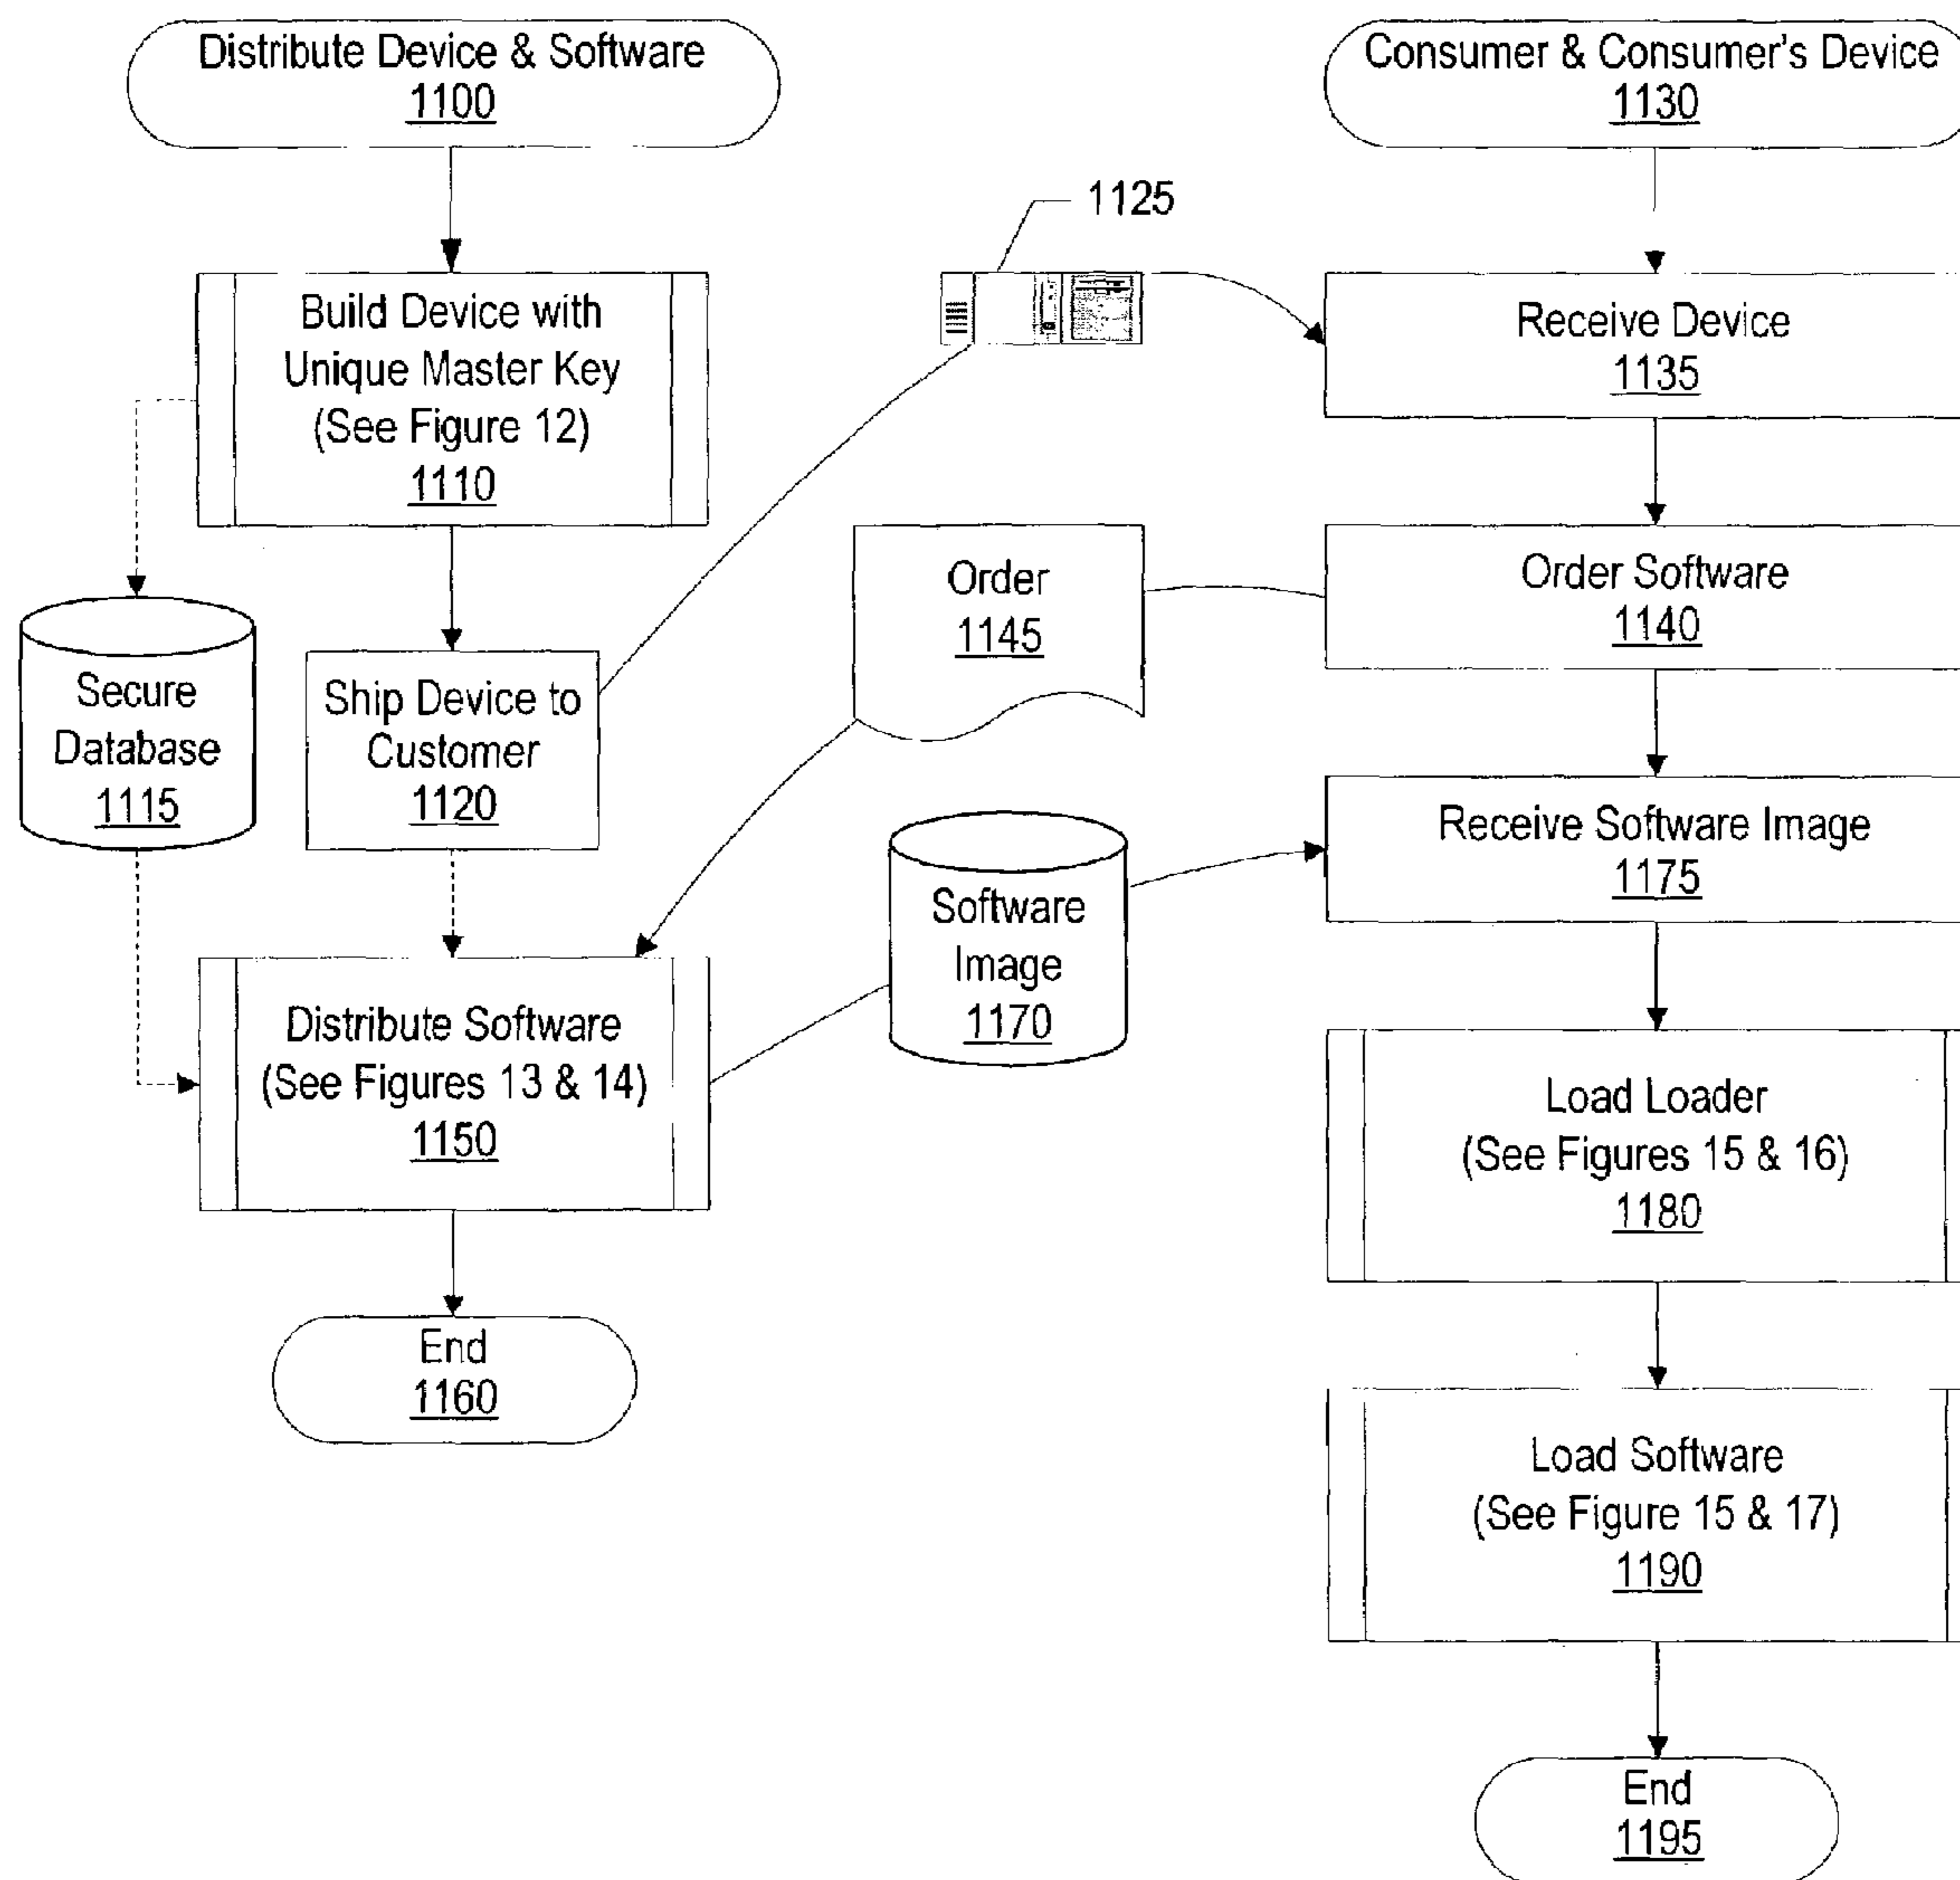 Distribute Device & Software
1100
Build Device with
Unique Master Key
(See Figure 12)
1110
Secure
Database
1115
Ship Device to
Customer
1120
Distribute Software
(See Figures 13 & 14)
1150
End
1160
1125
Order
1145
Software
Image
1170
Consumer & Consumer's Device
1130
Receive Device
1135
Order Software
1140
Receive Software Image
1175
Load Loader
(See Figures 15 & 16)
1180
Load Software
(See Figure 15 & 17)
1190
End
1195